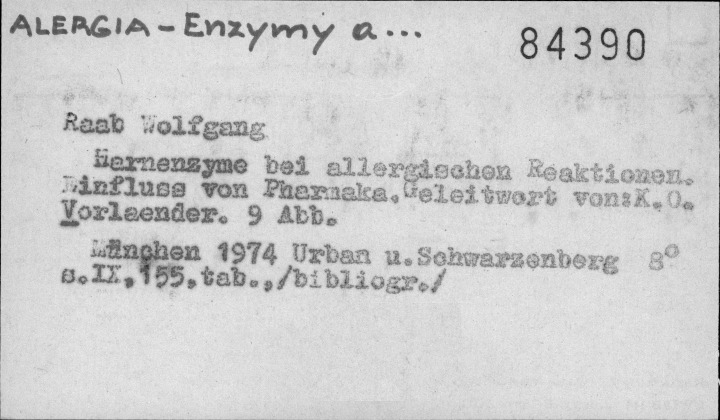 ALERGIA - Enzymy a...
84390
Raab Wolfgang
Harnenzyme bei allergischen Reaktionen.
Einfluss von Pharmaka. Geleitwort von:K.O.
Vorlaender. 9 Abb.
München 1974 Urban u. Schwarzenberg 8°
s.IX,155,tab.,/bibliogr./